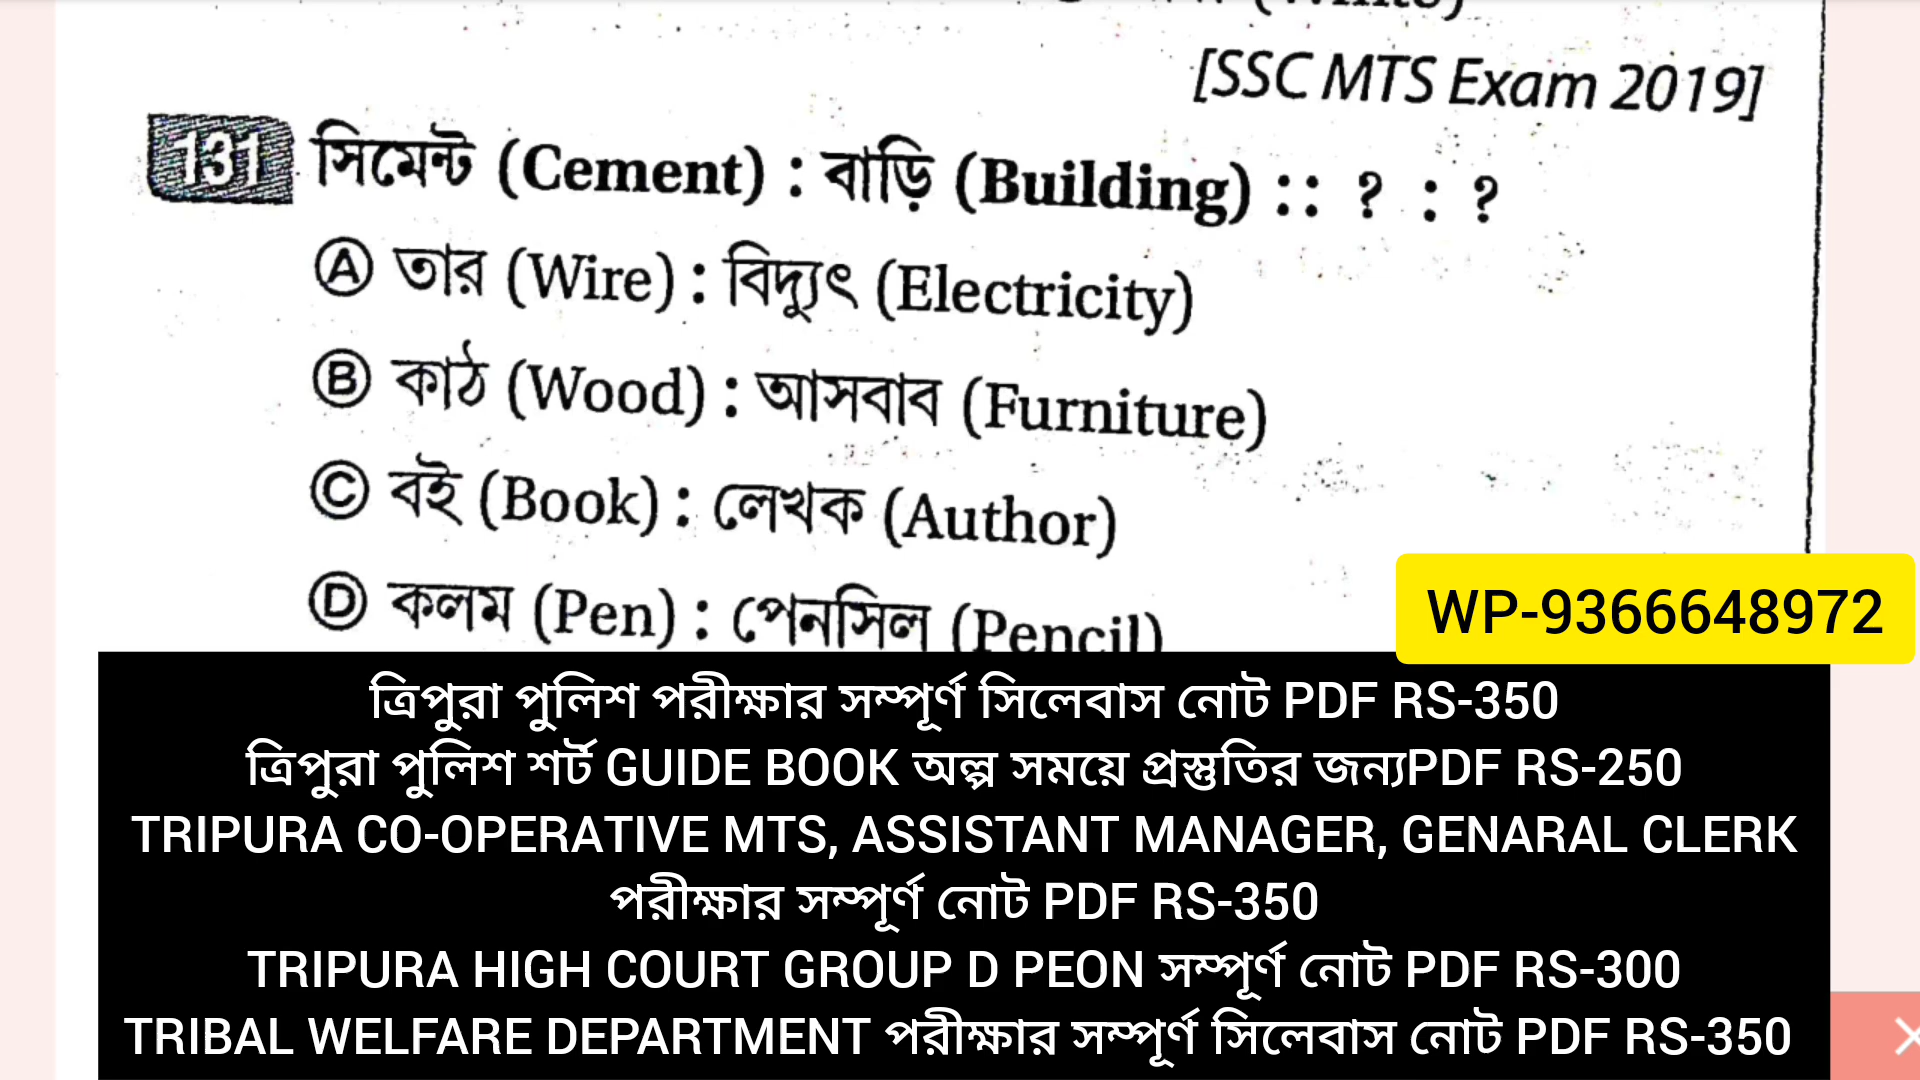 [SSC MTS Exam 2019]
131 সিমেন্ট (Cement) : বাড়ি (Building) :: ? : ?
Ⓐ তার (Wire) : বিদ্যুৎ (Electricity)
Ⓑ কাঠ (Wood) : আসবাব (Furniture)
Ⓒ বই (Book) : লেখক (Author)
Ⓓ কলম (Pen) : পেনসিল (Pencil)
WP-9366648972
ত্রিপুরা পুলিশ পরীক্ষার সম্পূর্ণ সিলেবাস নোট PDF RS-350
ত্রিপুরা পুলিশ শর্ট GUIDE BOOK অল্প সময়ে প্রস্তুতির জন্যPDF RS-250
TRIPURA CO-OPERATIVE MTS, ASSISTANT MANAGER, GENARAL CLERK
পরীক্ষার সম্পূর্ণ নোট PDF RS-350
TRIPURA HIGH COURT GROUP D PEON সম্পূর্ণ নোট PDF RS-300
TRIBAL WELFARE DEPARTMENT পরীক্ষার সম্পূর্ণ সিলেবাস নোট PDF RS-350